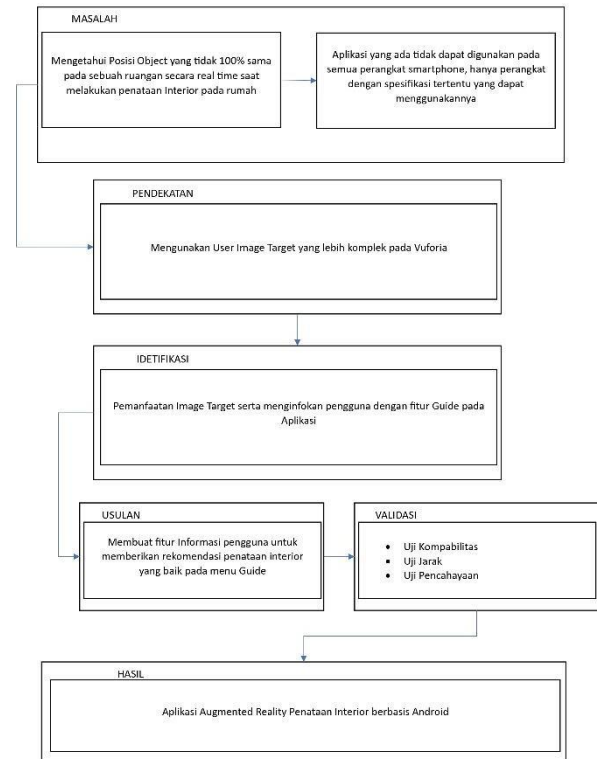 MASALAH
Mengetahui Posisi Object yang tidak 100% sama
pada sebuah ruangan secara real time saat
melakukan penataan Interior pada rumah
Aplikasi yang ada tidak dapat digunakan pada
semua perangkat smartphone, hanya perangkat
dengan spesifikasi tertentu yang dapat
menggunakannya
PENDEKATAN
Mengunakan User Image Target yang lebih komplek pada Vuforia
IDETIFIKASI
Pemanfaatan Image Target serta menginfokan pengguna dengan fitur Guide pada
Aplikasi
USULAN
Membuat fitur Informasi pengguna untuk
memberikan rekomendasi penataan interior
yang baik pada menu Guide
VALIDASI
• Uji Kompabilitas
▪ Uji Jarak
• Uji Pencahayaan
HASIL
Aplikasi Augmented Reality Penataan Interior berbasis Android